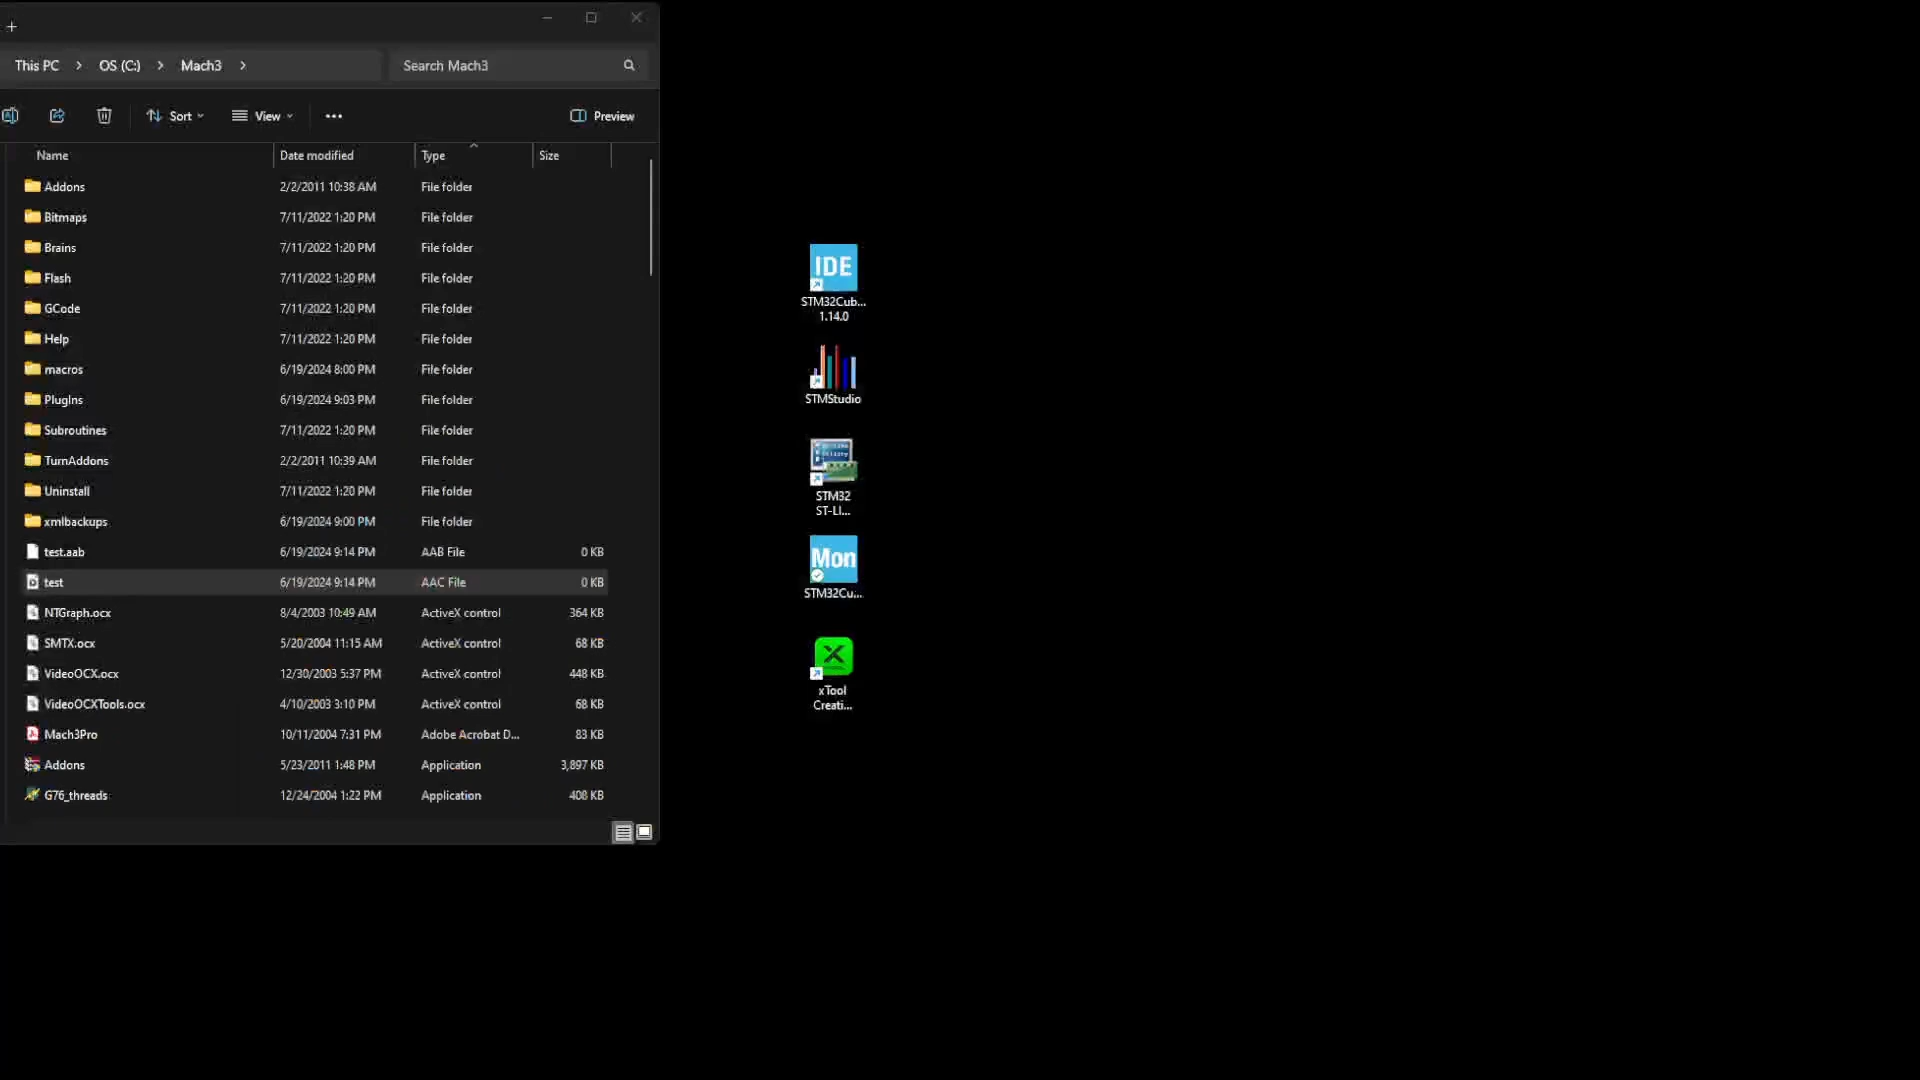 +
This PC > OS (C:) > Mach3 >
Search Mach3
Sort
View
Preview
Name Date modified Type Size
Addons 2/2/2011 10:38 AM File folder
Bitmaps 7/11/2022 1:20 PM File folder
Brains 7/11/2022 1:20 PM File folder
Flash 7/11/2022 1:20 PM File folder
GCode 7/11/2022 1:20 PM File folder
Help 7/11/2022 1:20 PM File folder
macros 6/19/2024 8:00 PM File folder
PlugIns 6/19/2024 9:03 PM File folder
Subroutines 7/11/2022 1:20 PM File folder
TurnAddons 2/2/2011 10:39 AM File folder
Uninstall 7/11/2022 1:20 PM File folder
xmlbackups 6/19/2024 9:00 PM File folder
test.aab 6/19/2024 9:14 PM AAB File 0 KB
test 6/19/2024 9:14 PM AAC File 0 KB
NTGraph.ocx 8/4/2003 10:49 AM ActiveX control 364 KB
SMTX.ocx 5/20/2004 11:15 AM ActiveX control 68 KB
VideoOCX.ocx 12/30/2003 5:37 PM ActiveX control 448 KB
VideoOCXTools.ocx 4/10/2003 3:10 PM ActiveX control 68 KB
Mach3Pro 10/11/2004 7:31 PM Adobe Acrobat D... 83 KB
Addons 5/23/2011 1:48 PM Application 3,897 KB
G76_threads 12/24/2004 1:22 PM Application 408 KB
IDE
STM32Cub...
1.14.0
STMStudio
STM32
ST-LI...
Mon
STM32Cu...
xTool
Creati...